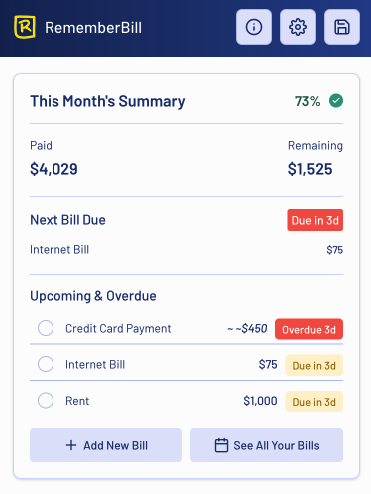 RememberBill
This Month's Summary 73%
Paid Remaining
$4,029 $1,525
Next Bill Due Due in 3d
Internet Bill $75
Upcoming & Overdue
Credit Card Payment ~~$450 Overdue 3d
Internet Bill $75 Due in 3d
Rent $1,000 Due in 3d
Add New Bill See All Your Bills